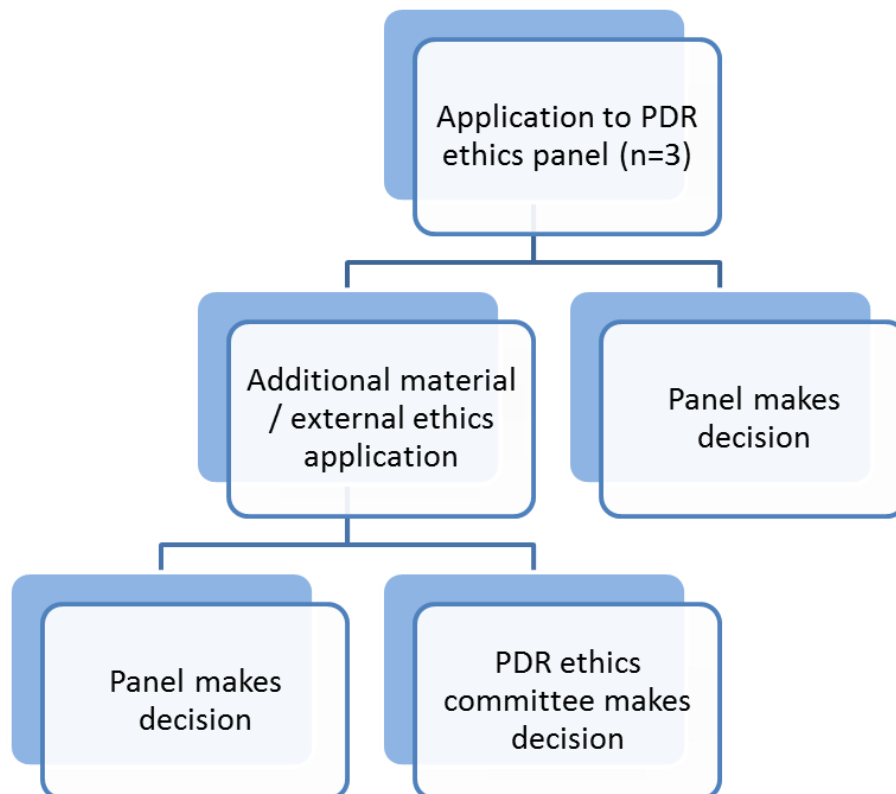 Application to PDR
ethics panel (n=3)
Additional material
/ external ethics
application
Panel makes
decision
Panel makes
decision
PDR ethics
committee makes
decision